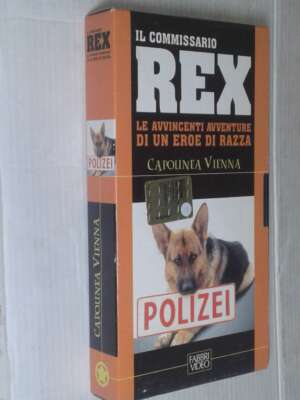 IL COMMISSARIO
REX
LE AVVINCENTI AVVENTURE
DI UN EROE DI RAZZA
CAPOLINEA VIENNA
POLIZEI
FABBRI
VIDEO
REX
POLIZEI
CAPOLINEA VIENNA